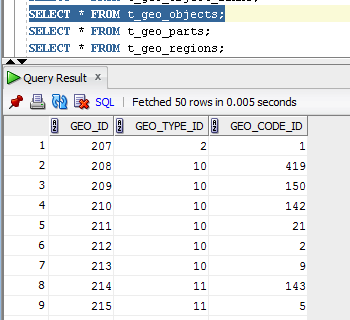 SELECT * FROM t_geo_objects;
SELECT * FROM t_geo_parts;
SELECT * FROM t_geo_regions;
Query Result x
SQL | Fetched 50 rows in 0.005 seconds
GEO_ID GEO_TYPE_ID GEO_CODE_ID
1 207 2 1
2 208 10 419
3 209 10 150
4 210 10 142
5 211 10 21
6 212 10 2
7 213 10 9
8 214 11 143
9 215 11 5